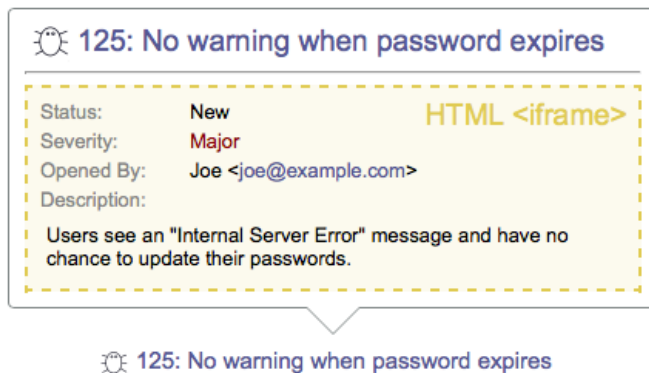 125: No warning when password expires
HTML <iframe>
Status: New
Severity: Major
Opened By: Joe <joe@example.com>
Description:
Users see an "Internal Server Error" message and have no
chance to update their passwords.
125: No warning when password expires